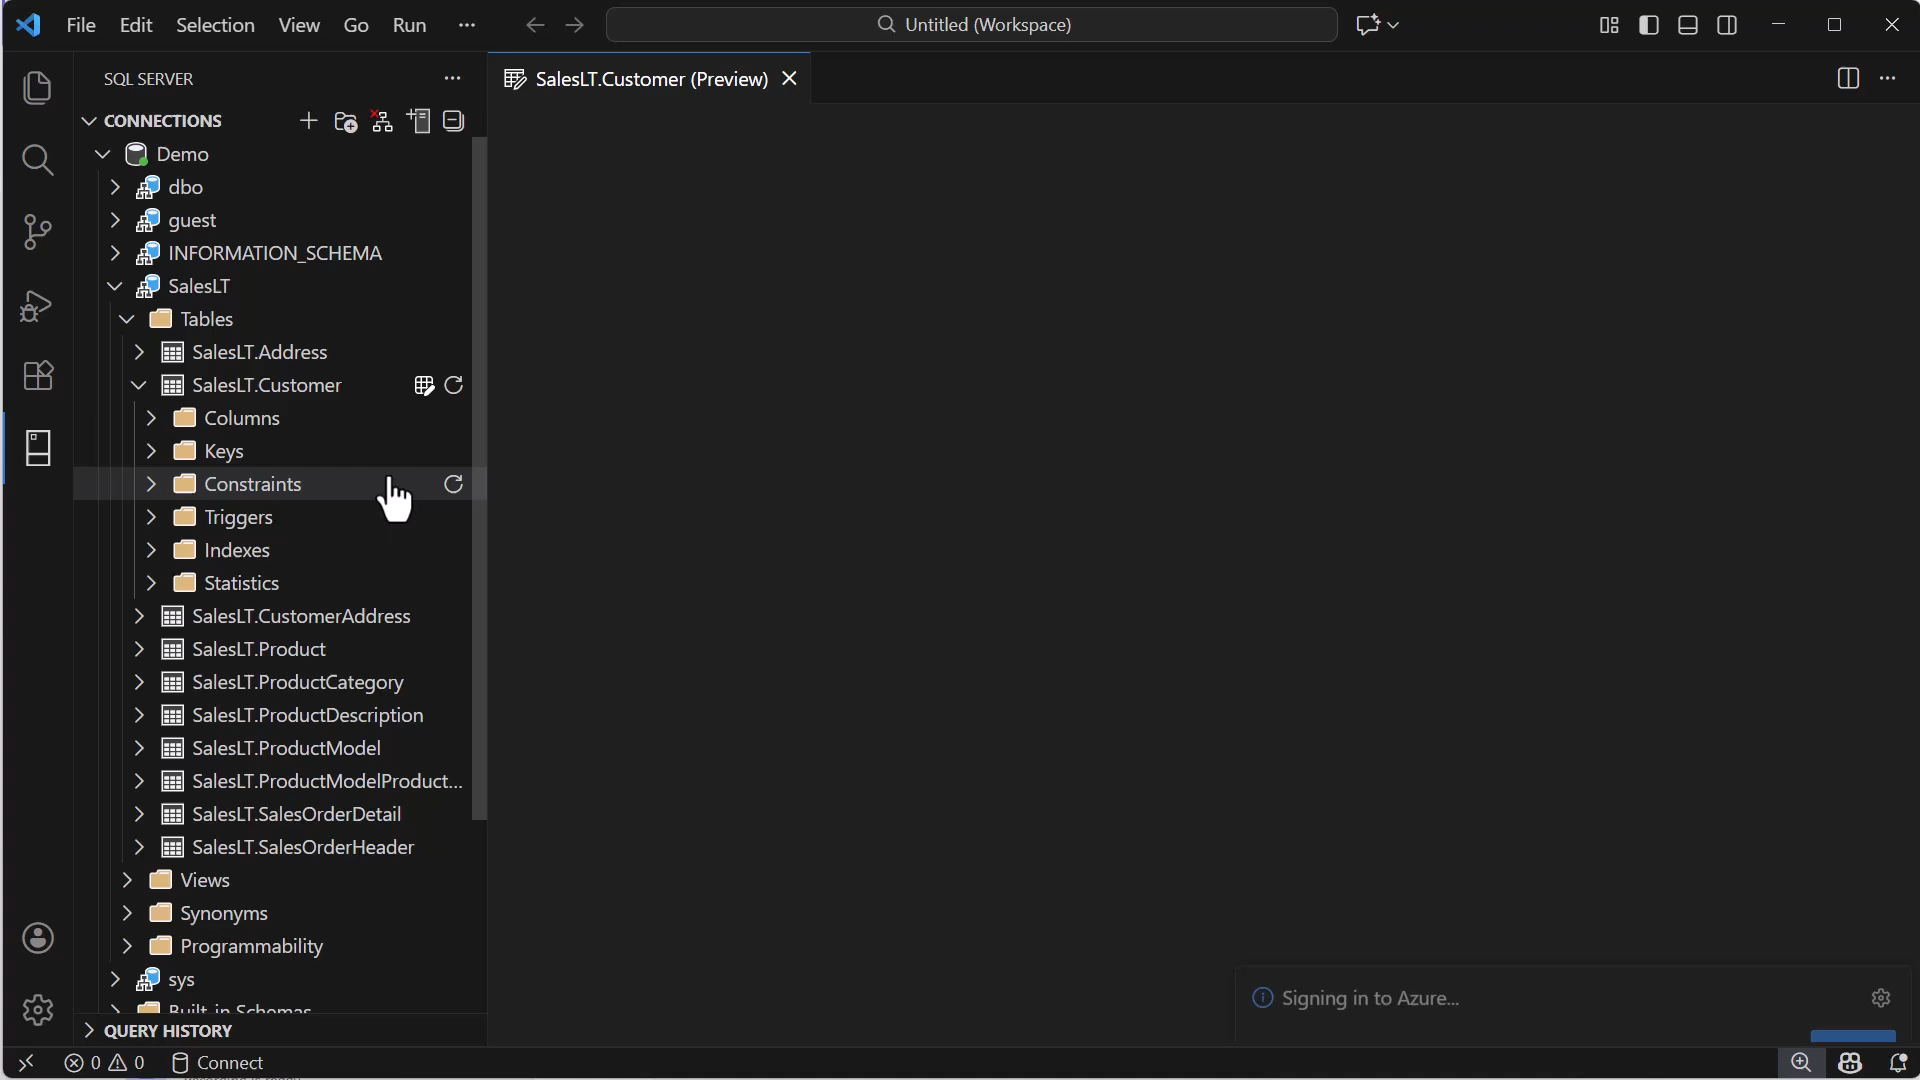 File Edit Selection View Go Run
Untitled (Workspace)
SQL SERVER
SalesLT.Customer (Preview)
CONNECTIONS
Demo
dbo
guest
INFORMATION_SCHEMA
SalesLT
Tables
SalesLT.Address
SalesLT.Customer
Columns
Keys
Constraints
Triggers
Indexes
Statistics
SalesLT.CustomerAddress
SalesLT.Product
SalesLT.ProductCategory
SalesLT.ProductDescription
SalesLT.ProductModel
SalesLT.ProductModelProduct...
SalesLT.SalesOrderDetail
SalesLT.SalesOrderHeader
Views
Synonyms
Programmability
sys
Built-in Schemas
Signing in to Azure...
QUERY HISTORY
0 0 Connect